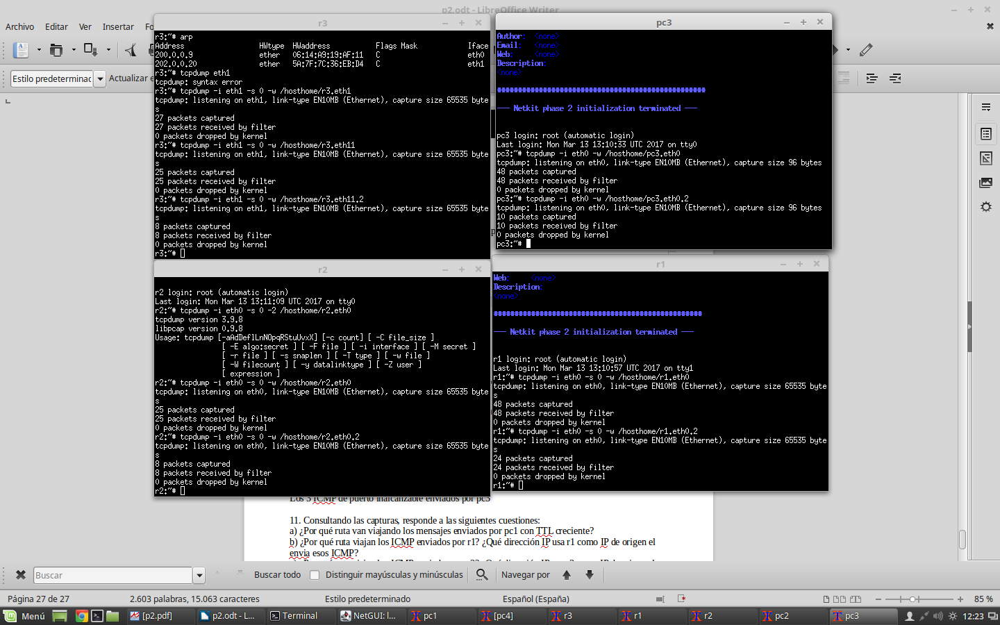 p2.odt - LibreOffice Writer
Archivo Editar Ver Insertar Fo
Estilo predeterminac
Actualizar e
r3
r3:~# arp
Address HWtype HWaddress Flags Mask Iface
200.0.0.9 ether 06:14:A9:19:AF:11 C eth0
202.0.0.20 ether 5A:7F:7C:36:EB:D4 C eth1
r3:~# tcpdump eth1
tcpdump: syntax error
r3:~# tcpdump -i eth1 -s 0 -w /hosthome/r3.eth1
tcpdump: listening on eth1, link-type EN10MB (Ethernet), capture size 65535 byte
s
27 packets captured
27 packets received by filter
0 packets dropped by kernel
r3:~# tcpdump -i eth1 -s 0 -w /hosthome/r3.eth11
tcpdump: listening on eth1, link-type EN10MB (Ethernet), capture size 65535 byte
s
25 packets captured
25 packets received by filter
0 packets dropped by kernel
r3:~# tcpdump -i eth1 -s 0 -w /hosthome/r3.eth11.2
tcpdump: listening on eth1, link-type EN10MB (Ethernet), capture size 65535 byte
s
8 packets captured
8 packets received by filter
0 packets dropped by kernel
r3:~#
pc3
Author: <none>
Email: <none>
Web: <none>
Description:
<none>
##################################################
--- Netkit phase 2 initialization terminated ---
pc3 login: root (automatic login)
Last login: Mon Mar 13 13:10:33 UTC 2017 on tty0
pc3:~# tcpdump -i eth0 -w /hosthome/pc3.eth0
tcpdump: listening on eth0, link-type EN10MB (Ethernet), capture size 96 bytes
48 packets captured
48 packets received by filter
0 packets dropped by kernel
pc3:~# tcpdump -i eth0 -w /hosthome/pc3.eth0.2
tcpdump: listening on eth0, link-type EN10MB (Ethernet), capture size 96 bytes
10 packets captured
10 packets received by filter
0 packets dropped by kernel
pc3:~#
r2
r2 login: root (automatic login)
Last login: Mon Mar 13 13:11:09 UTC 2017 on tty0
r2:~# tcpdump -i eth0 -s 0 -2 /hosthome/r2.eth0
tcpdump version 3.9.8
libpcap version 0.9.8
Usage: tcpdump [-aAdDeflLnNOpqRStuUvxX] [-c count] [ -C file_size ]
[ -E algo:secret ] [ -F file ] [ -i interface ] [ -M secret ]
[ -r file ] [ -s snaplen ] [ -T type ] [ -w file ]
[ -W filecount ] [ -y datalinktype ] [ -Z user ]
[ expression ]
r2:~# tcpdump -i eth0 -s 0 -w /hosthome/r2.eth0
tcpdump: listening on eth0, link-type EN10MB (Ethernet), capture size 65535 byte
s
25 packets captured
25 packets received by filter
0 packets dropped by kernel
r2:~# tcpdump -i eth0 -s 0 -w /hosthome/r2.eth0.2
tcpdump: listening on eth0, link-type EN10MB (Ethernet), capture size 65535 byte
s
8 packets captured
8 packets received by filter
0 packets dropped by kernel
r2:~#
r1
Web: <none>
Description:
<none>
##################################################
--- Netkit phase 2 initialization terminated ---
r1 login: root (automatic login)
Last login: Mon Mar 13 13:10:57 UTC 2017 on tty1
r1:~# tcpdump -i eth0 -s 0 -w /hosthome/r1.eth0
tcpdump: listening on eth0, link-type EN10MB (Ethernet), capture size 65535 byte
s
48 packets captured
48 packets received by filter
0 packets dropped by kernel
r1:~# tcpdump -i eth0 -s 0 -w /hosthome/r1.eth0.2
tcpdump: listening on eth0, link-type EN10MB (Ethernet), capture size 65535 byte
s
24 packets captured
24 packets received by filter
0 packets dropped by kernel
r1:~#
Los 3 ICMP de puerto inalcanzable enviados por pc3
11. Consultando las capturas, responde a las siguientes cuestiones:
a) ¿Por qué ruta van viajando los mensajes enviados por pc1 con TTL creciente?
b) ¿Por qué ruta viajan los ICMP enviados por r1? ¿Qué dirección IP usa r1 como IP de origen el
envia esos ICMP?
Buscar
Buscar todo
Distinguir mayúsculas y minúsculas
Navegar por
Página 27 de 27 2.603 palabras, 15.063 caracteres Estilo predeterminado Español (España) 85 %
Menú [p2.pdf] p2.odt - L... Terminal NetGUI: l... pc1 [pc4] r3 r1 r2 pc2 pc3 12:23